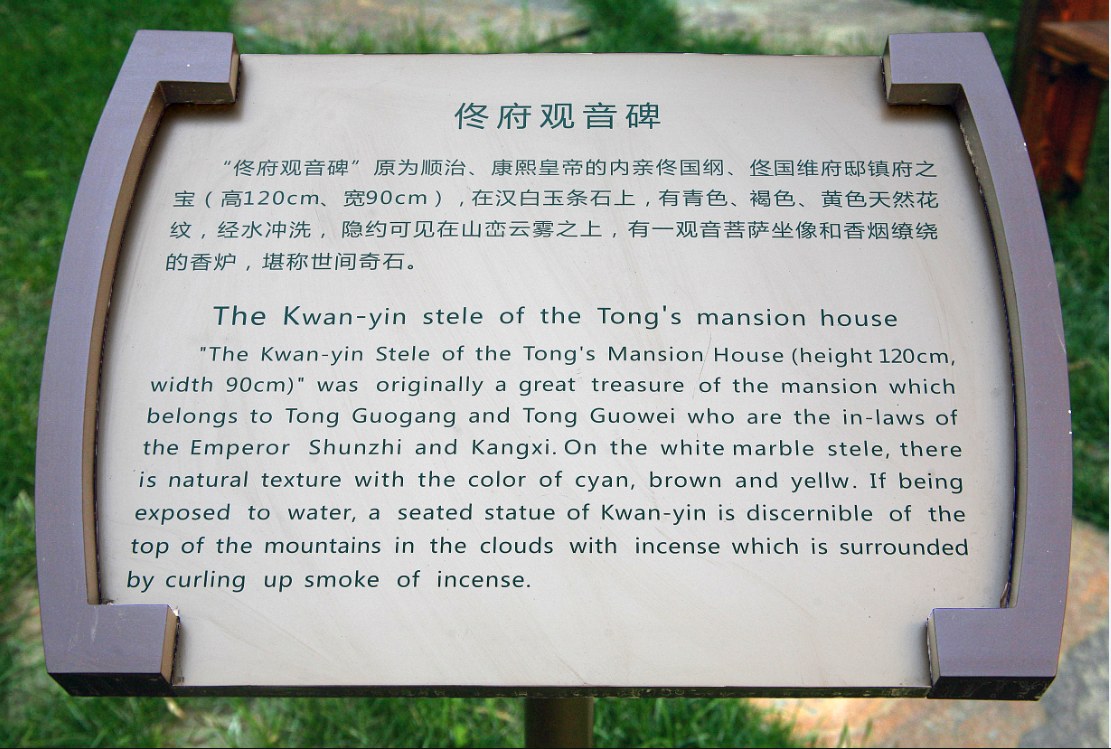 佟府观音碑
“佟府观音碑”原为顺治、康熙皇帝的内亲佟国纲、佟国维府邸镇府之
宝（高120cm、宽90cm），在汉白玉条石上，有青色、褐色、黄色天然花
纹，经水冲洗，隐约可见在山峦云雾之上，有一观音菩萨坐像和香烟缭绕
的香炉，堪称世间奇石。
The Kwan-yin stele of the Tong's mansion house
"The Kwan-yin Stele of the Tong's Mansion House (height 120cm,
width 90cm)" was originally a great treasure of the mansion which
belongs to Tong Guogang and Tong Guowei who are the in-laws of
the Emperor Shunzhi and Kangxi. On the white marble stele, there
is natural texture with the color of cyan, brown and yellw. If being
exposed to water, a seated statue of Kwan-yin is discernible of the
top of the mountains in the clouds with incense which is surrounded
by curling up smoke of incense.